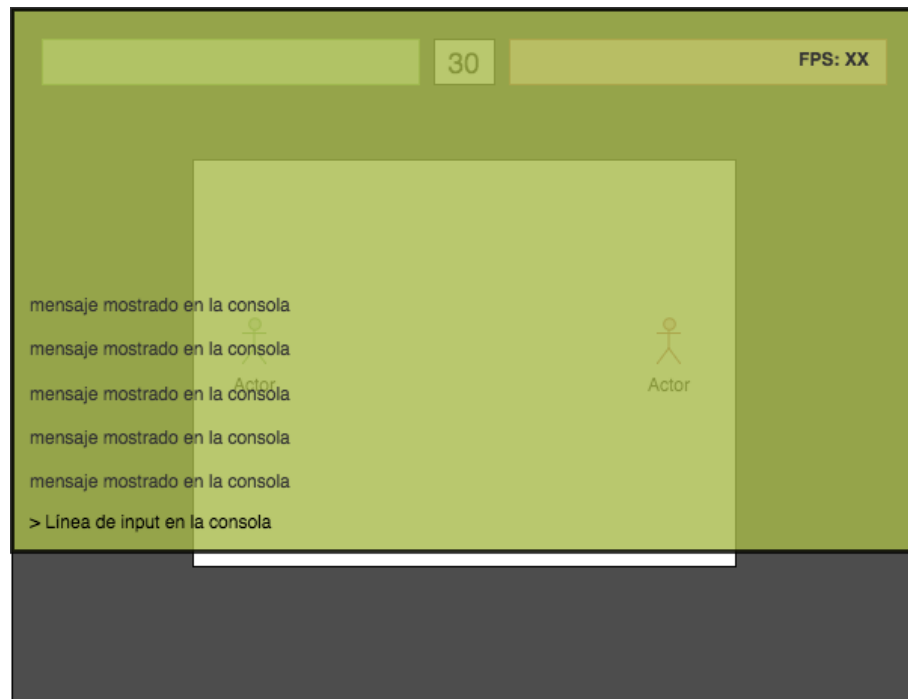 30
FPS: XX
mensaje mostrado en la consola
mensaje mostrado en la consola
Actor
Actor
mensaje mostrado en la consola
mensaje mostrado en la consola
mensaje mostrado en la consola
> Línea de input en la consola